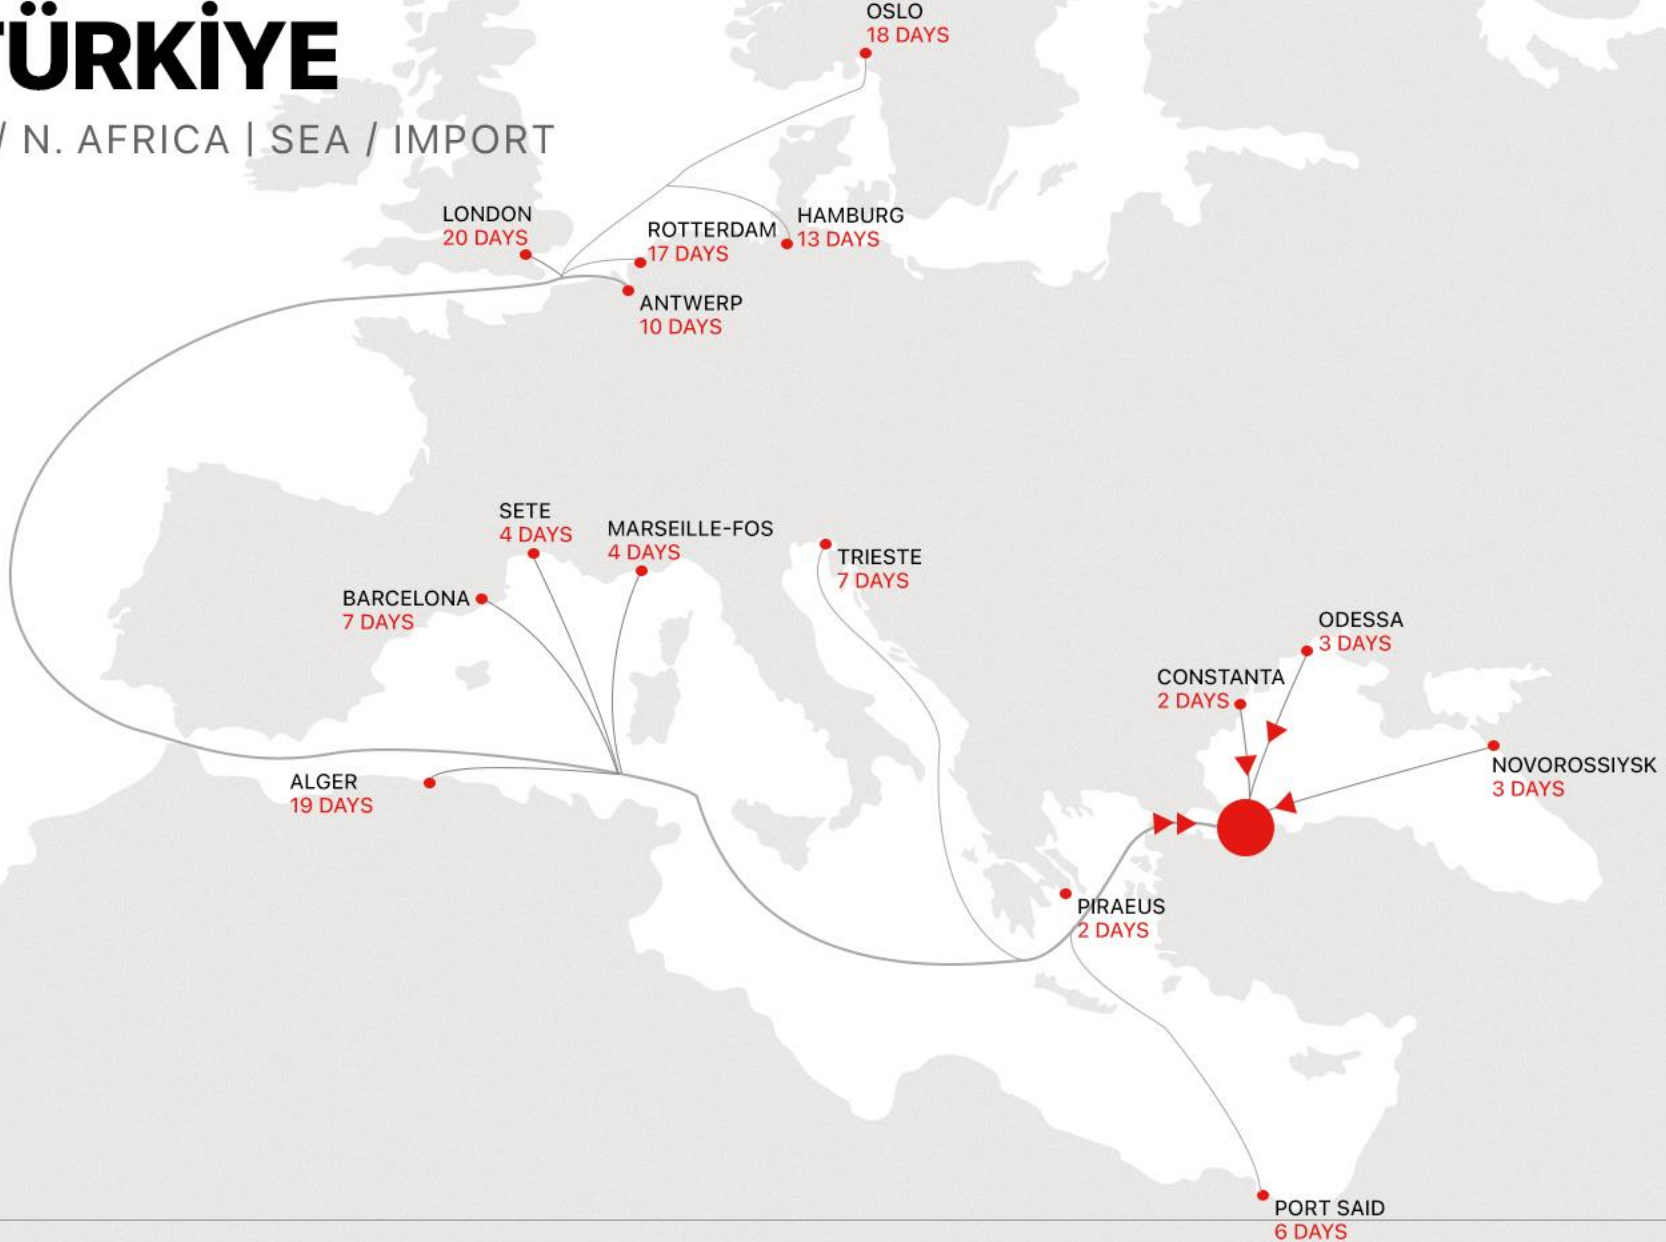 TÜRKİYE
/ N. AFRICA | SEA / IMPORT
OSLO
18 DAYS
LONDON
20 DAYS
ROTTERDAM
17 DAYS
HAMBURG
13 DAYS
ANTWERP
10 DAYS
SETE
4 DAYS
MARSEILLE-FOS
4 DAYS
TRIESTE
7 DAYS
BARCELONA
7 DAYS
ODESSA
3 DAYS
CONSTANTA
2 DAYS
NOVOROSSIYSK
3 DAYS
ALGER
19 DAYS
PIRAEUS
2 DAYS
PORT SAID
6 DAYS